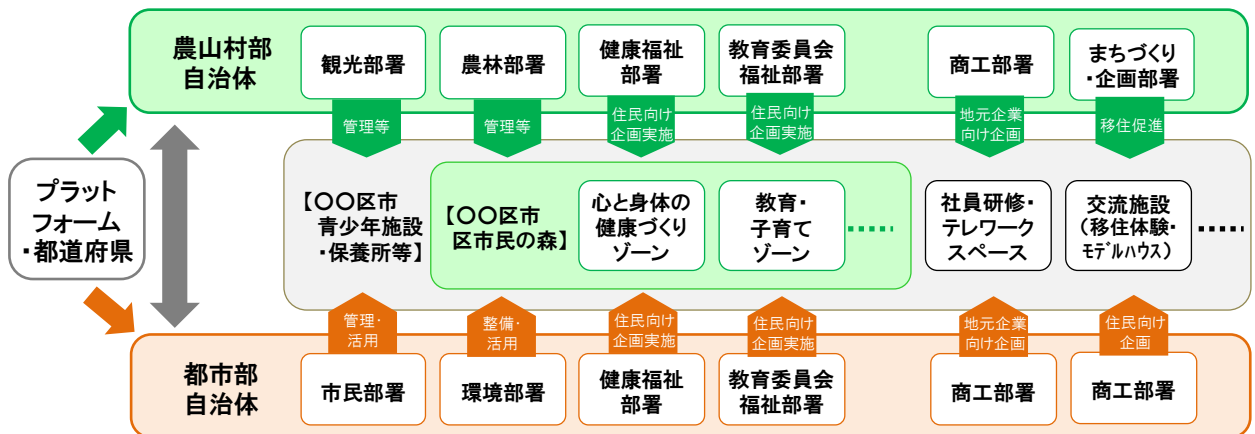 農山村部
自治体
観光部署
農林部署
健康福祉
部署
教育委員会
福祉部署
商工部署
まちづくり
・企画部署
管理等
管理等
住民向け
企画実施
住民向け
企画実施
地元企業
向け企画
移住促進
プラット
フォーム
・都道府県
【〇〇区市
青少年施設
・保養所等】
【〇〇区市
区市民の森】
心と身体の
健康づくり
ゾーン
教育・
子育て
ゾーン
社員研修・
テレワーク
スペース
交流施設
(移住体験・
ﾓﾃﾞﾙハウス)
管理・
活用
整備・
活用
住民向け
企画実施
住民向け
企画実施
地元企業
向け企画
住民向け
企画
都市部
自治体
市民部署
環境部署
健康福祉
部署
教育委員会
福祉部署
商工部署
商工部署